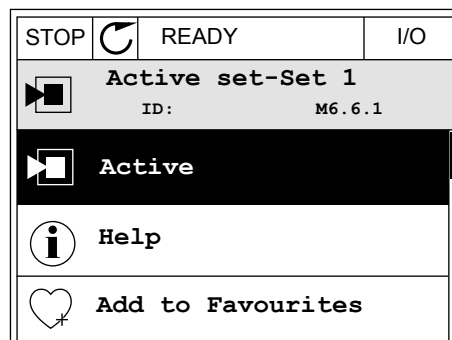 STOP READY I/O
Active set-Set 1
ID: M6.6.1
Active
Help
Add to Favourites